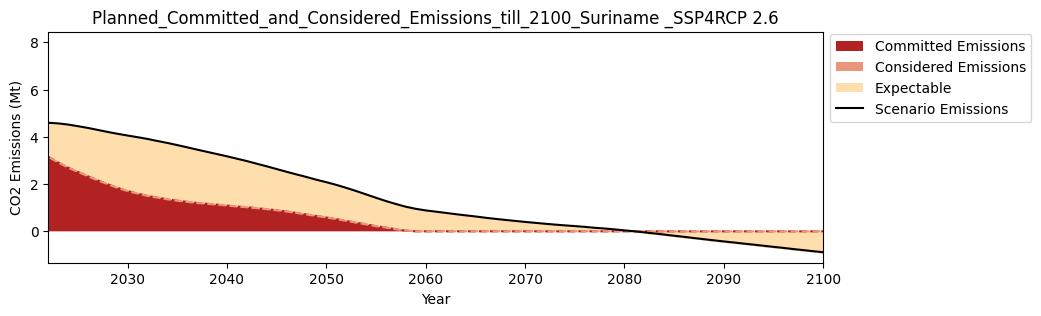 Planned_Committed_and_Considered_Emissions_till_2100_Suriname _SSP4RCP 2.6
CO2 Emissions (Mt)
8
6
4
2
0
2030 2040 2050 2060 2070 2080 2090 2100
Year
Committed Emissions
Considered Emissions
Expectable
Scenario Emissions